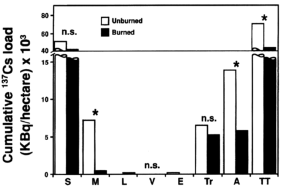 80
60
40
15
10
5
0
Cumulative ¹³⁷Cs load
(KBq/hectare) x 10³
Unburned
Burned
n.s.
*
*
n.s.
n.s.
*
S M L V E Tr A TT